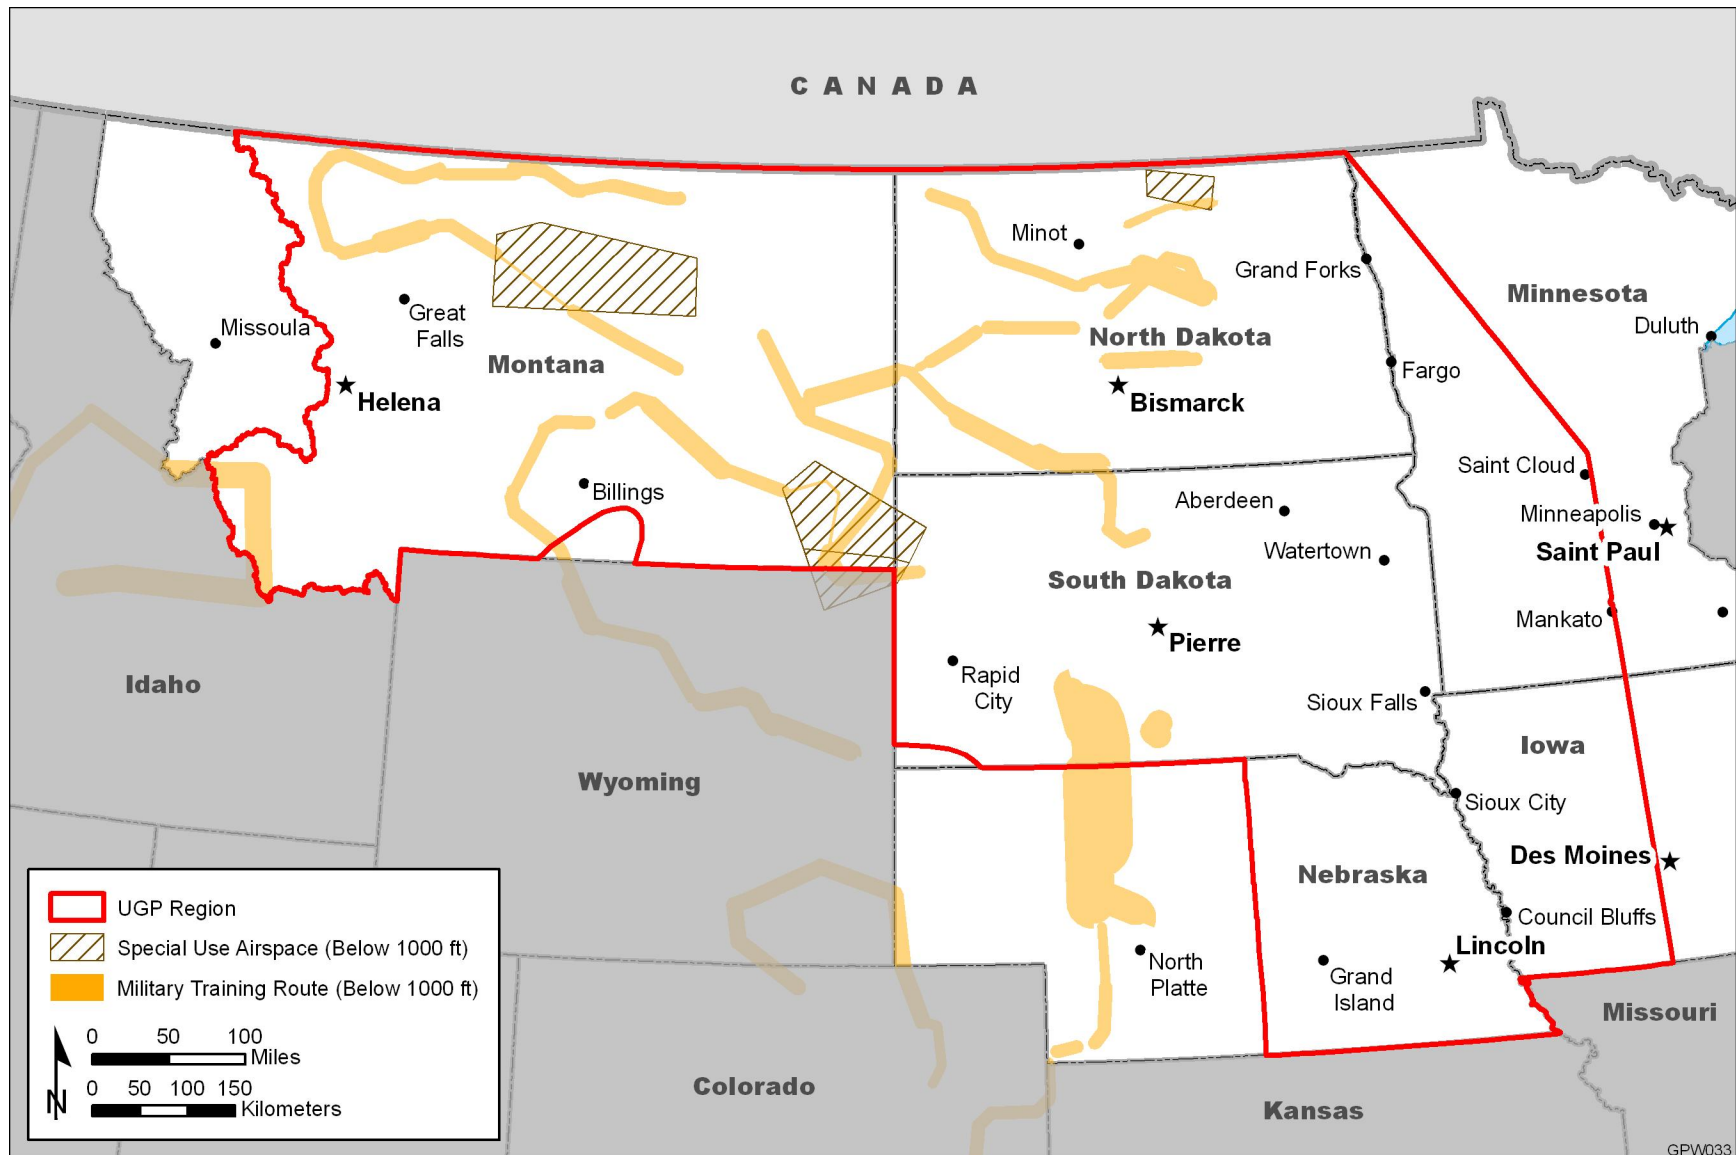 C A N A D A
Minot
Grand Forks
Minnesota
Great
Falls
Missoula
Duluth
North Dakota
Montana
Fargo
Helena
Bismarck
Saint Cloud
Billings
Aberdeen
Minneapolis
Saint Paul
Watertown
South Dakota
Mankato
Pierre
Rapid
City
Idaho
Sioux Falls
Iowa
Wyoming
Sioux City
Des Moines
Nebraska
Council Bluffs
Lincoln
North
Platte
Grand
Island
Missouri
Colorado
Kansas
UGP Region
Special Use Airspace (Below 1000 ft)
Military Training Route (Below 1000 ft)
0 50 100
Miles
0 50 100 150
Kilometers
N
GPW033